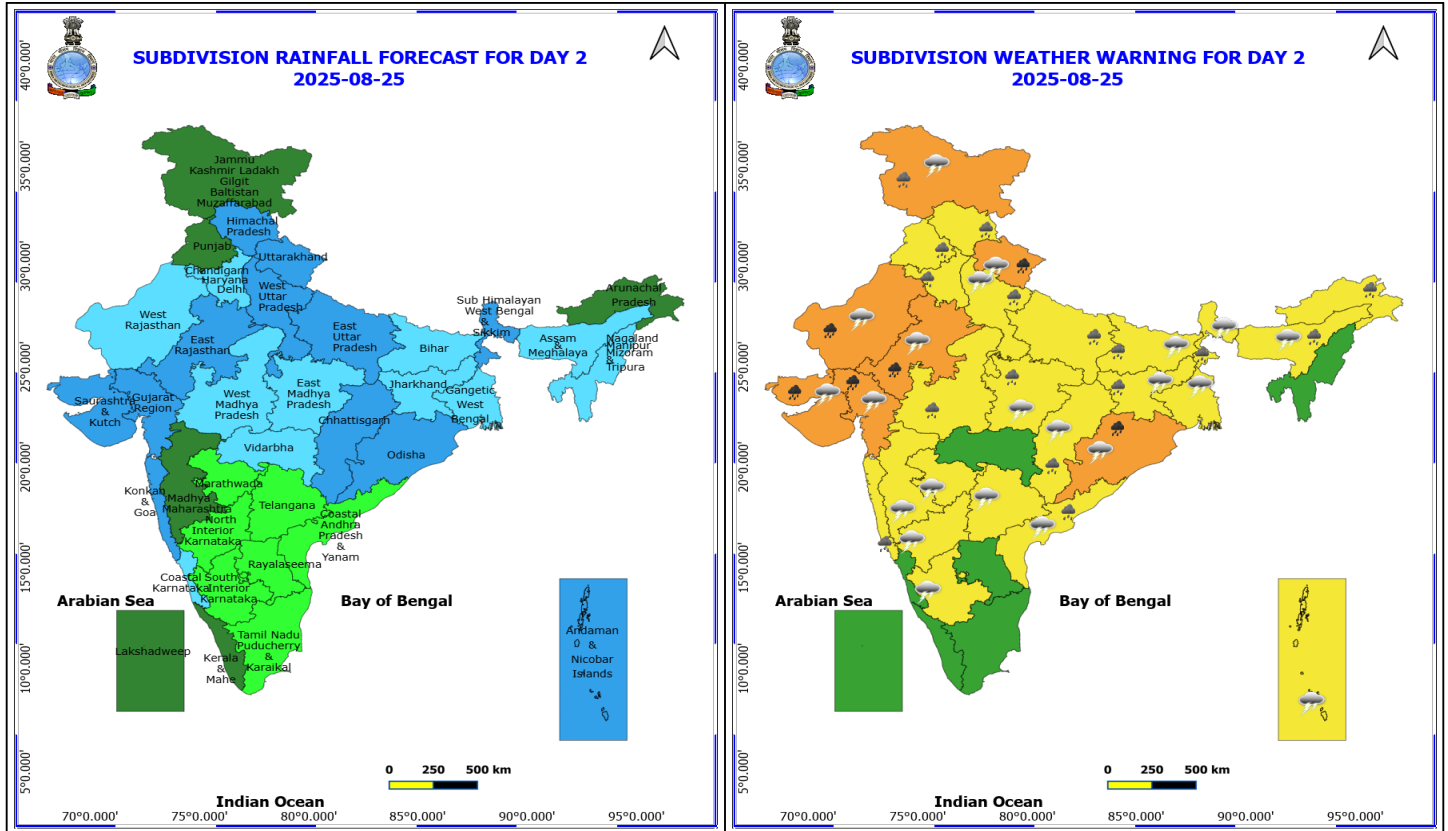 SUBDIVISION RAINFALL FORECAST FOR DAY 2
2025-08-25
40°0.000'
35°0.000'
30°0.000'
25°0.000'
20°0.000'
15°0.000'
10°0.000'
5°0.000'
Jammu
Kashmir Ladakh
Gilgit
Baltistan
Muzaffarabad
Himachal
Pradesh
Punjab
Uttarakhand
Chandigarh
Haryana
Delhi
West
Uttar
Pradesh
West
Rajasthan
East
Rajasthan
East
Uttar
Pradesh
Sub Himalayan
West Bengal
&
Sikkim
Arunachal
Pradesh
Assam
&
Meghalaya
Nagaland
Manipur
Mizoram
&
Tripura
Bihar
Jharkhand
Gangetic
West
Bengal
Saurashtra
&
Kutch
Gujarat
Region
West
Madhya
Pradesh
East
Madhya
Pradesh
Chhattisgarh
Odisha
Vidarbha
Konkan
&
Goa
Madhya
Maharashtra
Marathwada
Telangana
North
Interior
Karnataka
Coastal
Andhra
Pradesh
&
Yanam
Rayalaseema
Coastal
Karnataka
South
Interior
Karnataka
Tamil Nadu
Puducherry
&
Karaikal
Kerala
&
Mahe
Arabian Sea
Lakshadweep
Bay of Bengal
Andaman
&
Nicobar
Islands
0 250 500 km
Indian Ocean
70°0.000' 75°0.000' 80°0.000' 85°0.000' 90°0.000' 95°0.000'
SUBDIVISION WEATHER WARNING FOR DAY 2
2025-08-25
40°0.000'
35°0.000'
30°0.000'
25°0.000'
20°0.000'
15°0.000'
10°0.000'
5°0.000'
Arabian Sea
Bay of Bengal
0 250 500 km
Indian Ocean
70°0.000' 75°0.000' 80°0.000' 85°0.000' 90°0.000' 95°0.000'